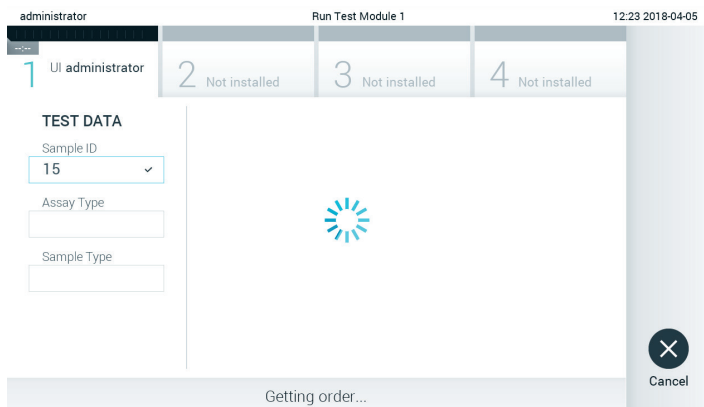 administrator Run Test Module 1 12:23 2018-04-05
--:--
1 UI administrator 2 Not installed 3 Not installed 4 Not installed
TEST DATA
Sample ID
15
Assay Type
Sample Type
Cancel
Getting order...